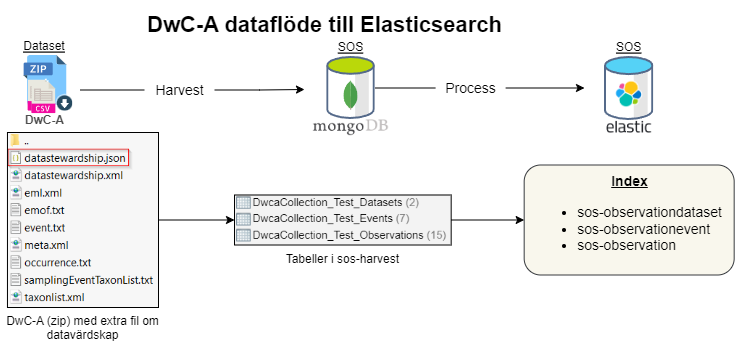 DwC-A dataflöde till Elasticsearch
Dataset
ZIP
CSV
DwC-A
Harvest
SOS
mongoDB
Process
SOS
elastic
..
datastewardship.json
datastewardship.xml
eml.xml
emof.txt
event.txt
meta.xml
occurrence.txt
samplingEventTaxonList.txt
taxonlist.xml
DwC-A (zip) med extra fil om
datavärdskap
DwcaCollection_Test_Datasets (2)
DwcaCollection_Test_Events (7)
DwcaCollection_Test_Observations (15)
Tabeller i sos-harvest
Index
• sos-observationdataset
• sos-observationevent
• sos-observation